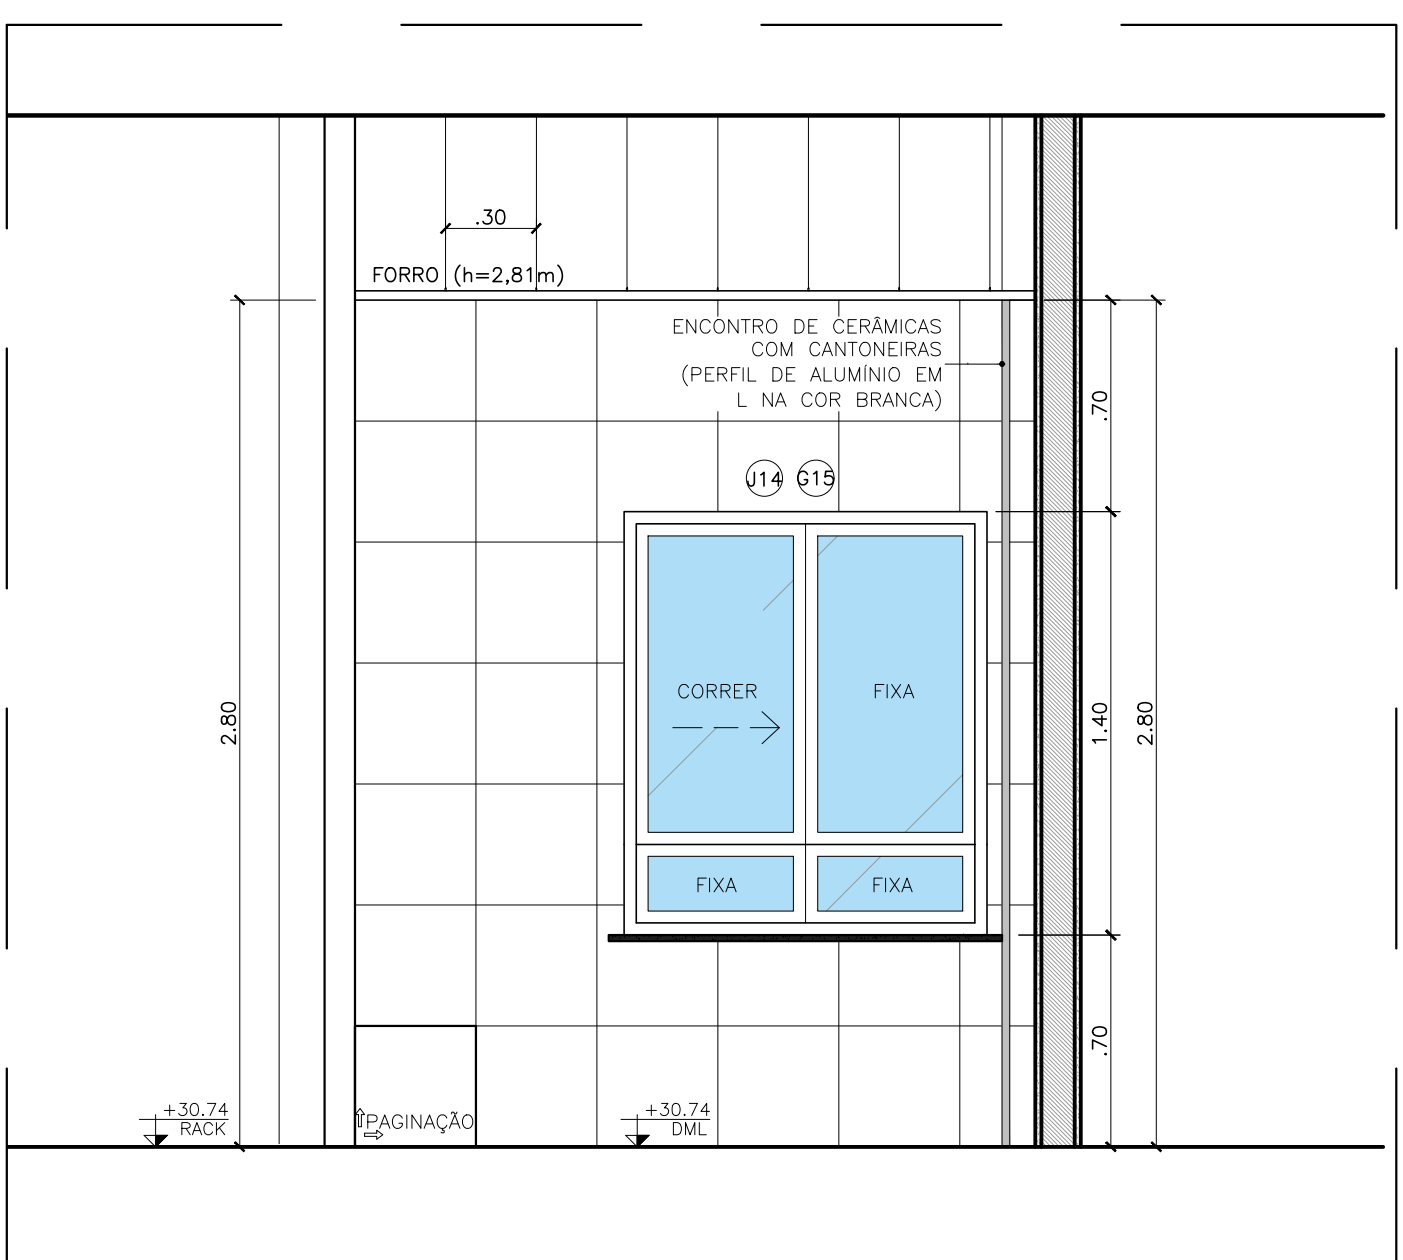 .30
FORRO (h=2,81m)
ENCONTRO DE CERÂMICAS
COM CANTONEIRAS
(PERFIL DE ALUMÍNIO EM
L NA COR BRANCA)
.70
J14 G15
2.80
CORRER
FIXA
1.40
2.80
FIXA
FIXA
.70
+30.74
RACK
PAGINAÇÃO
+30.74
DML